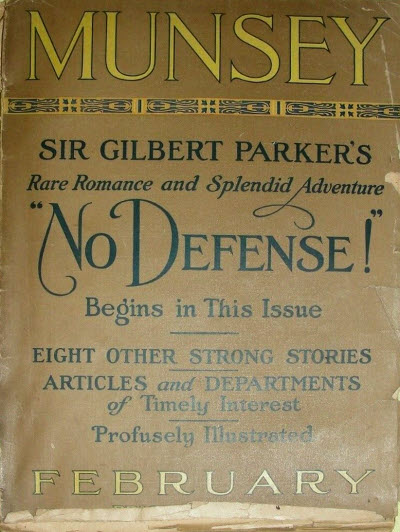 MUNSEY
SIR GILBERT PARKER'S
Rare Romance and Splendid Adventure
"NO DEFENSE!"
Begins in This Issue
EIGHT OTHER STRONG STORIES
ARTICLES and DEPARTMENTS
of Timely Interest
Profusely Illustrated
FEBRUARY